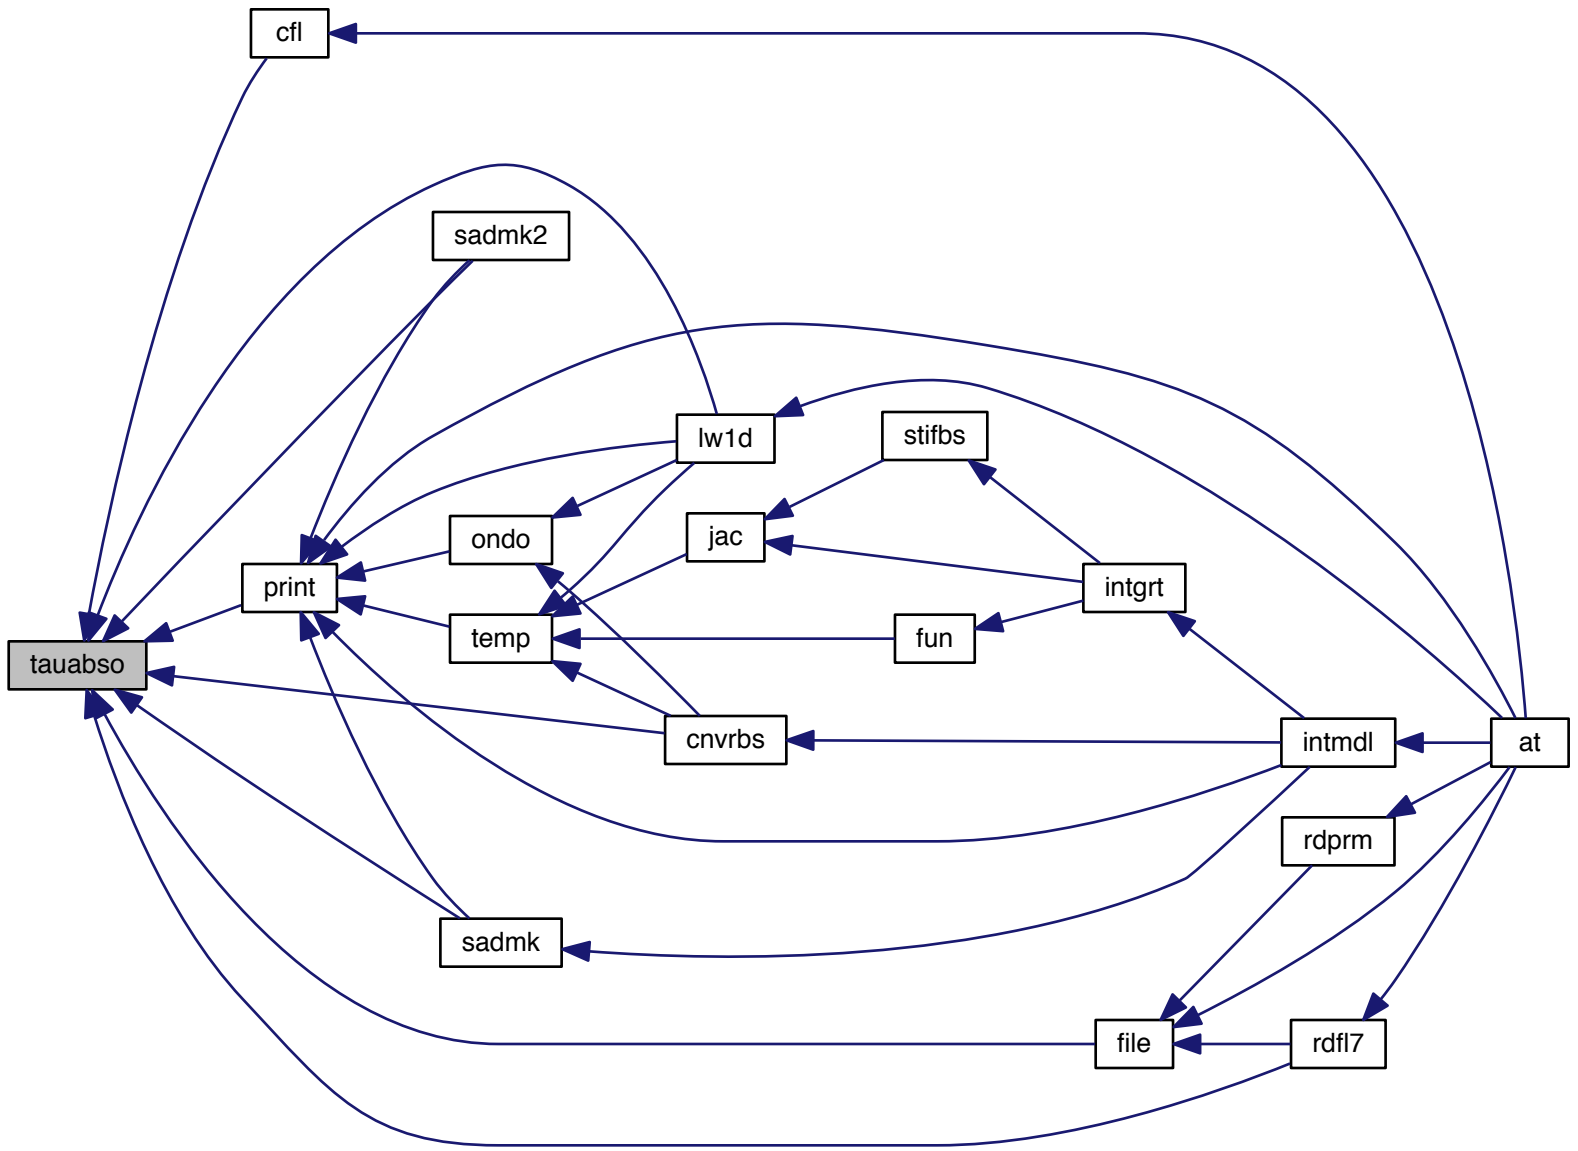 cfl
sadmk2
lw1d
stifbs
ondo
jac
print
intgrt
temp
fun
tauabso
cnvrbs
intmdl
at
rdprm
sadmk
file
rdfl7